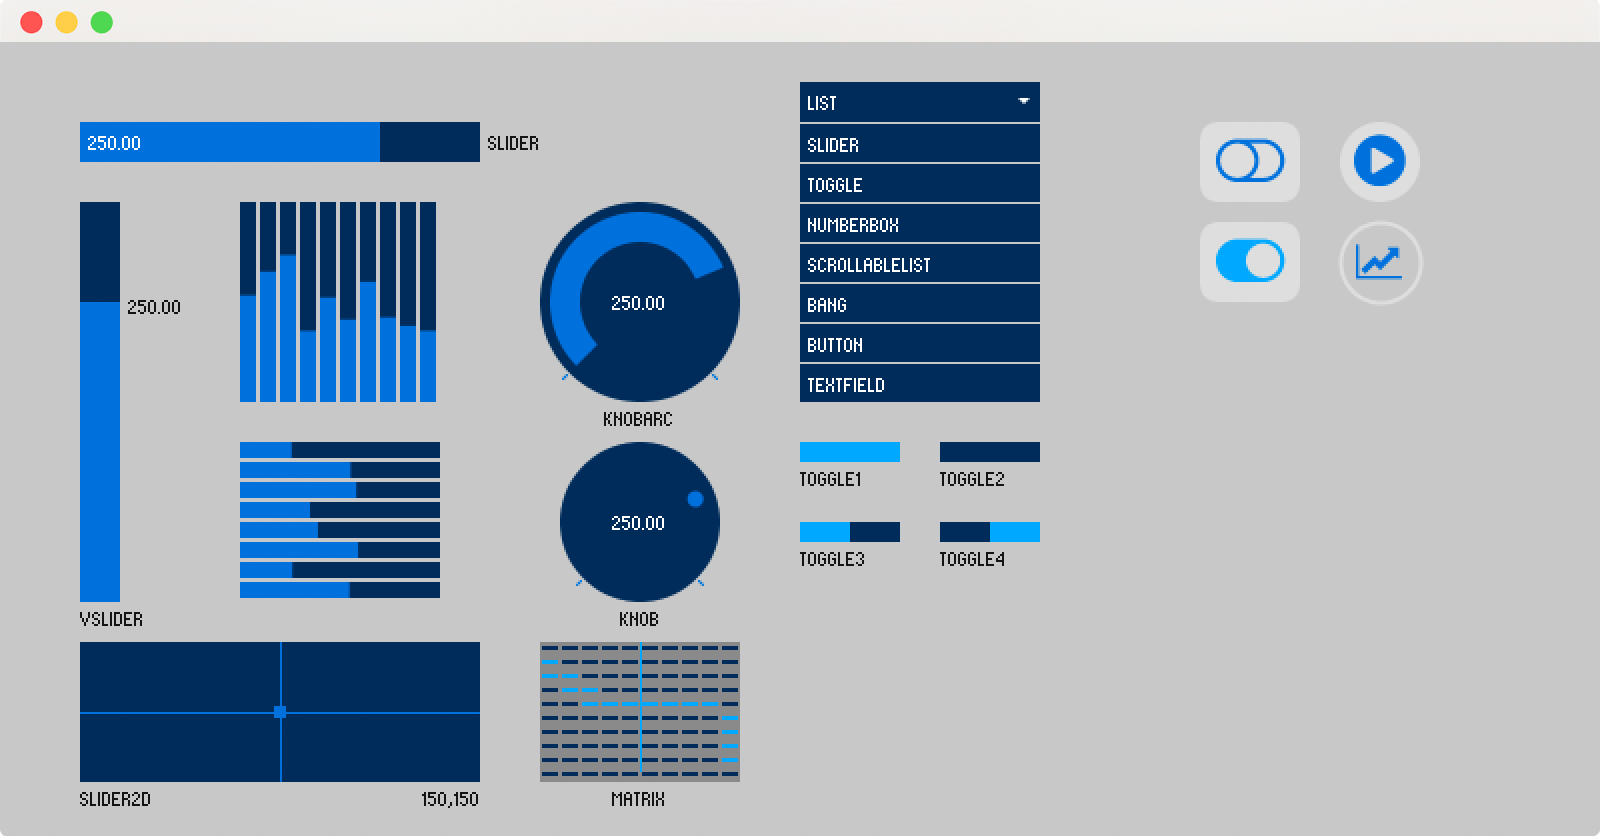 250.00 SLIDER
250.00
VSLIDER
SLIDER2D 150,150
250.00
KNOBARC
250.00
KNOB
MATRIX
LIST
SLIDER
TOGGLE
NUMBERBOX
SCROLLABLELIST
BANG
BUTTON
TEXTFIELD
TOGGLE1 TOGGLE2
TOGGLE3 TOGGLE4